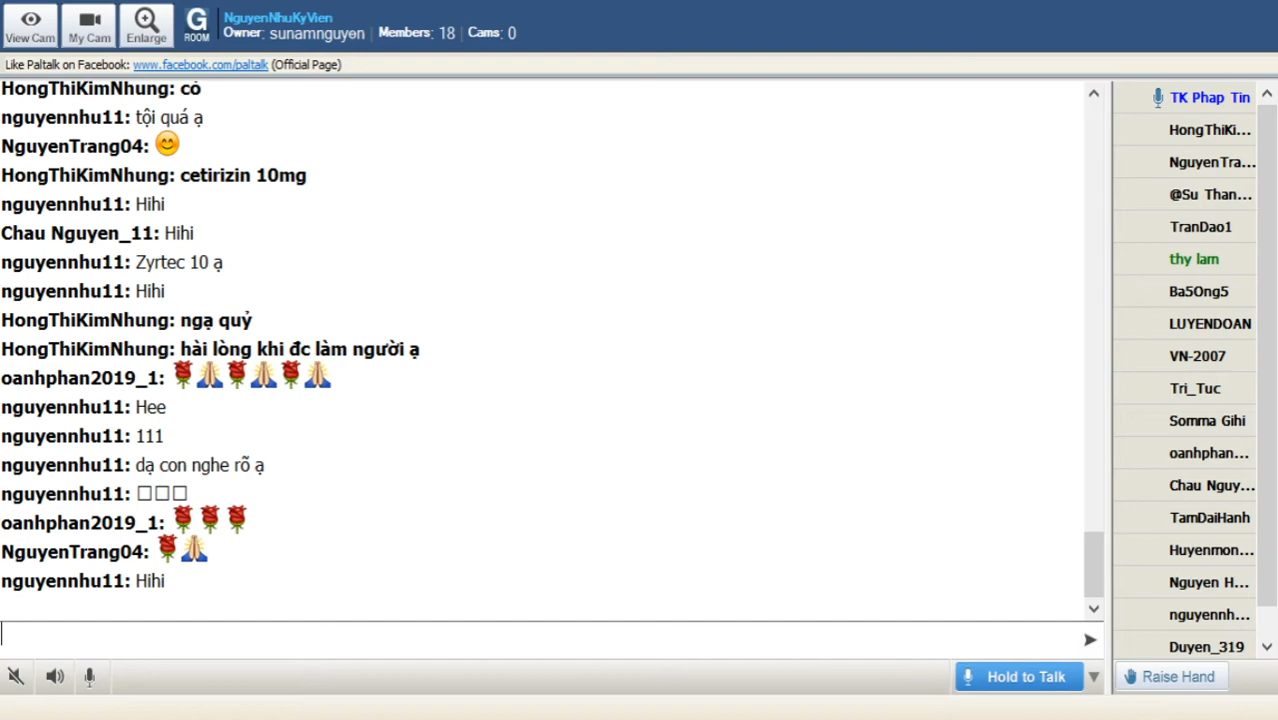 View Cam
My Cam
Enlarge
G
ROOM
NguyenNhuKyVien
Owner: sunamnguyen | Members: 18 | Cams: 0
Like Paltalk on Facebook: www.facebook.com/paltalk (Official Page)
HongThiKimNhung: có
nguyennhu11: tội quá ạ
NguyenTrang04: 😊
HongThiKimNhung: cetirizin 10mg
nguyennhu11: Hihi
Chau Nguyen_11: Hihi
nguyennhu11: Zyrtec 10 ạ
nguyennhu11: Hihi
HongThiKimNhung: ngạ quỷ
HongThiKimNhung: hài lòng khi đc làm người ạ
oanhphan2019_1: 🌹🙏🌹🙏🌹🙏
nguyennhu11: Hee
nguyennhu11: 111
nguyennhu11: dạ con nghe rõ ạ
nguyennhu11: □□□
oanhphan2019_1: 🌹🌹🌹
NguyenTrang04: 🌹🙏
nguyennhu11: Hihi
Hold to Talk
TK Phap Tin
HongThiKi...
NguyenTra...
@Su Than...
TranDao1
thy lam
Ba5Ong5
LUYENDOAN
VN-2007
Tri_Tuc
Somma Gihi
oanhphan...
Chau Nguy...
TamDaiHanh
Huyenmon...
Nguyen H...
nguyennh...
Duyen_319
Raise Hand